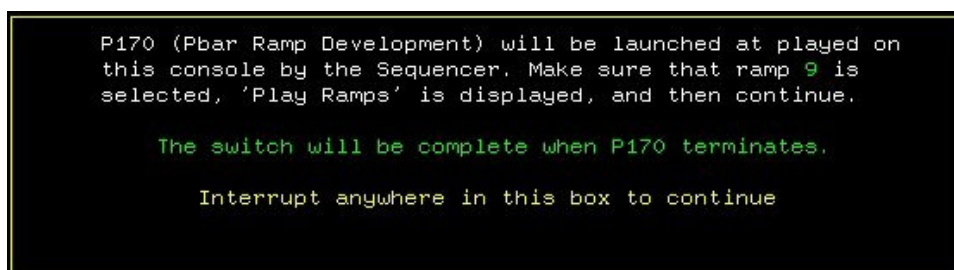 P170 (Pbar Ramp Development) will be launched at played on
this console by the Sequencer. Make sure that ramp 9 is
selected, 'Play Ramps' is displayed, and then continue.
The switch will be complete when P170 terminates.
Interrupt anywhere in this box to continue